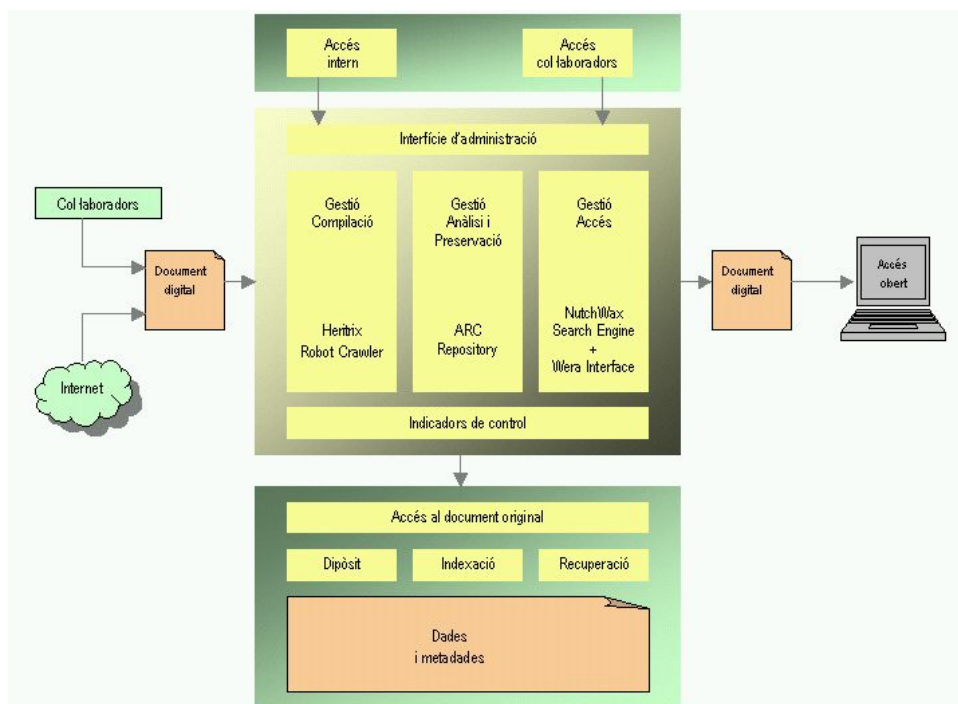 Accés
intern
Accés
col·laboradors
Interfície d'administració
Col·laboradors
Document
digital
Internet
Gestió
Compilació
Heritrix
Robot Crawler
Gestió
Anàlisi i
Preservació
ARC
Repository
Gestió
Accés
NutchWax
Search Engine
+
Wera Interface
Document
digital
Accés
obert
Indicadors de control
Accés al document original
Dipòsit
Indexació
Recuperació
Dades
i metadades